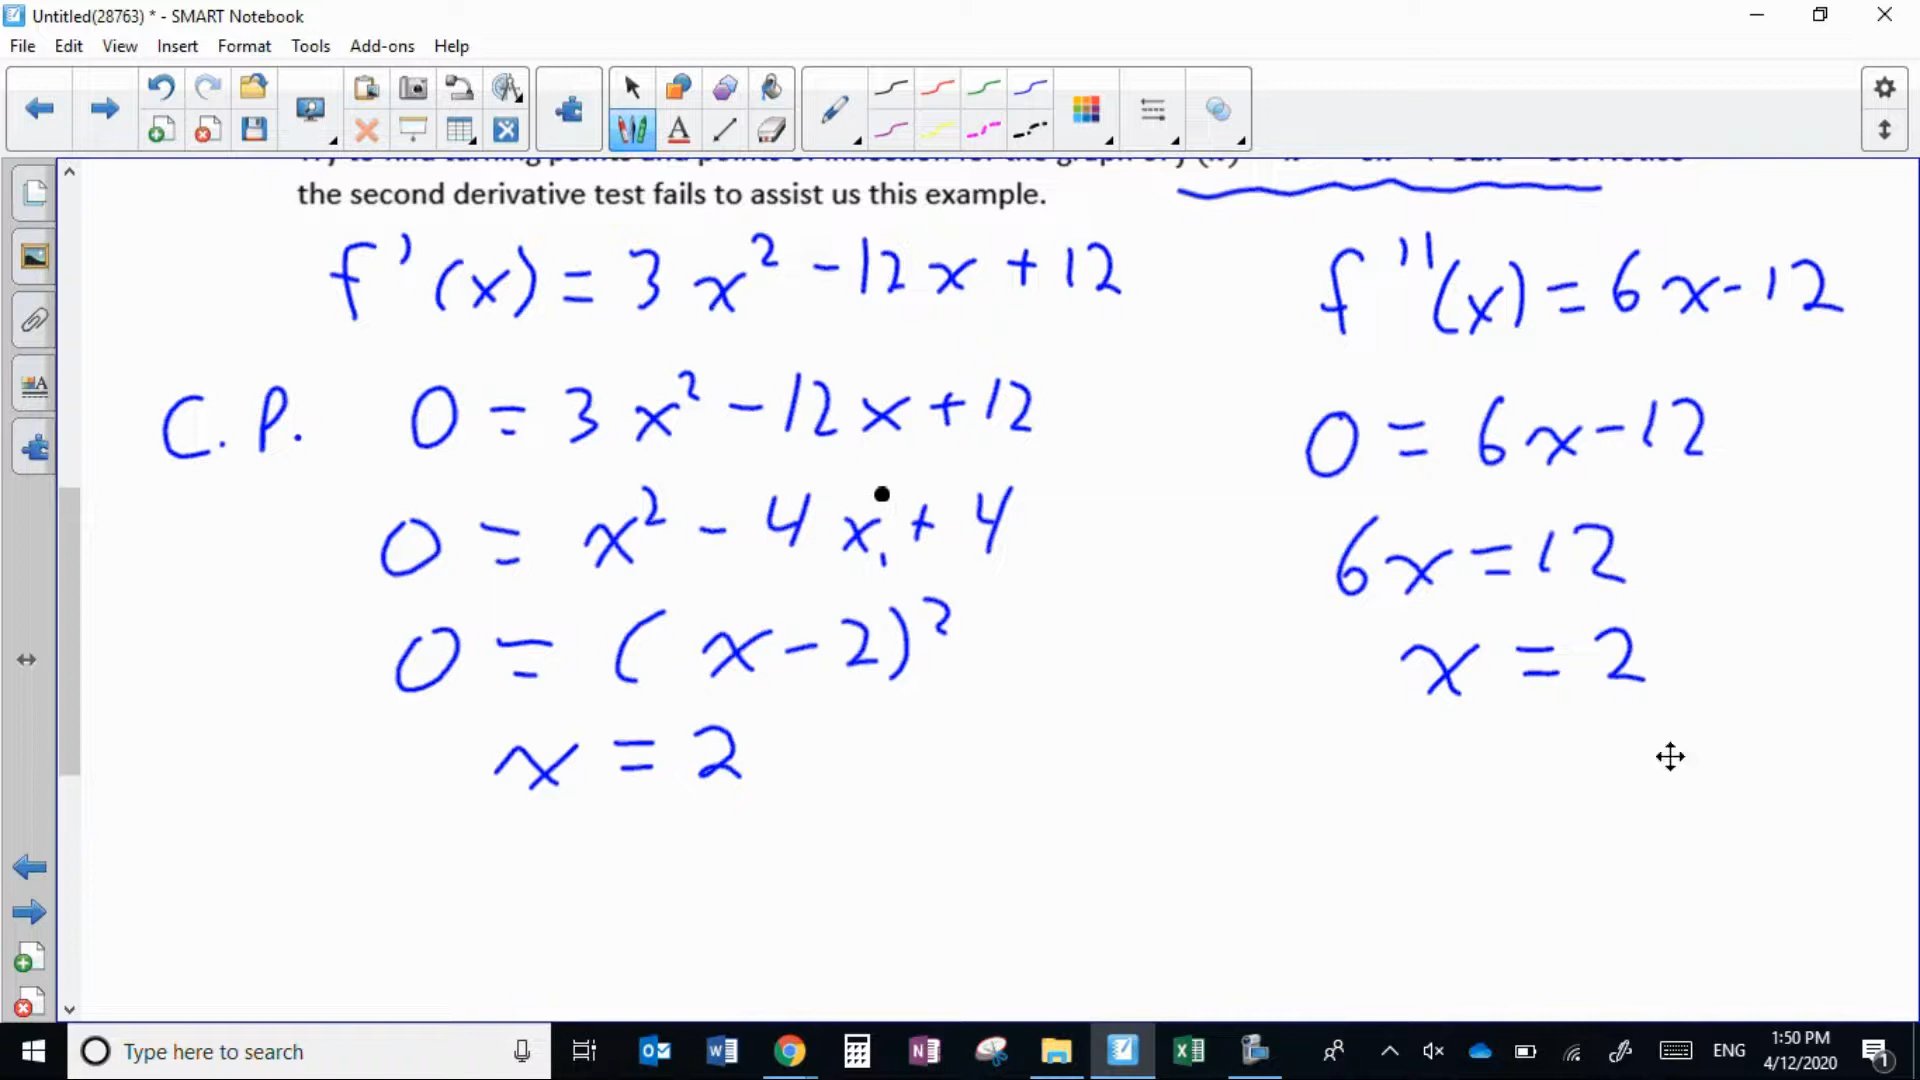 Untitled(28763) * - SMART Notebook
File Edit View Insert Format Tools Add-ons Help
the second derivative test fails to assist us this example.
f'(x) = 3x² - 12x + 12
f''(x) = 6x - 12
C.P. 0 = 3x² - 12x + 12
0 = 6x - 12
0 = x² - 4x + 4
6x = 12
0 = (x - 2)²
x = 2
x = 2
Type here to search
ENG
1:50 PM
4/12/2020
1